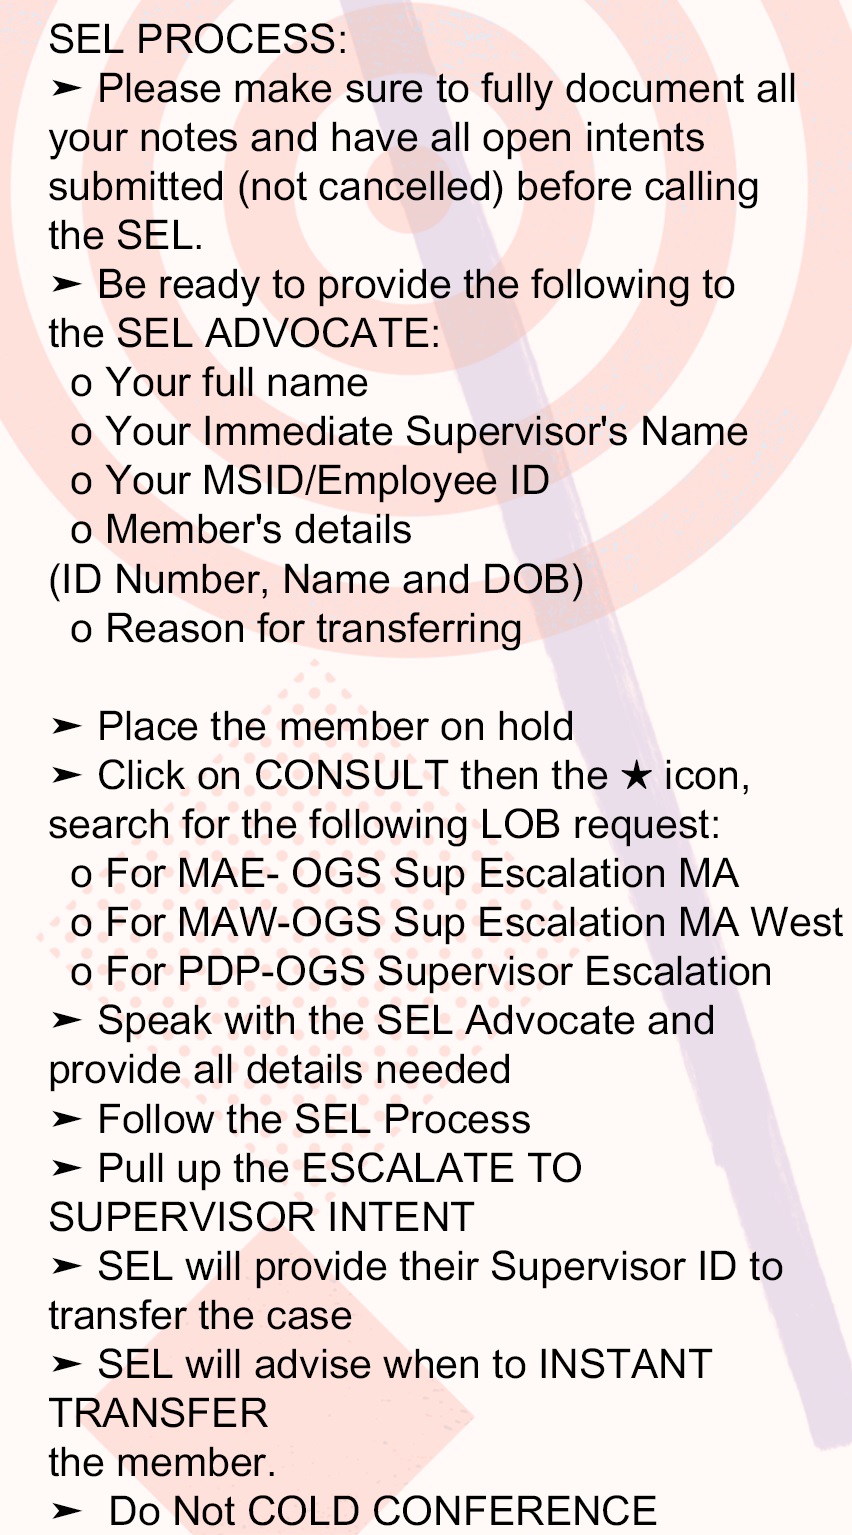 SEL PROCESS:
➤ Please make sure to fully document all
your notes and have all open intents
submitted (not cancelled) before calling
the SEL.
➤ Be ready to provide the following to
the SEL ADVOCATE:
o Your full name
o Your Immediate Supervisor's Name
o Your MSID/Employee ID
o Member's details
(ID Number, Name and DOB)
o Reason for transferring
➤ Place the member on hold
➤ Click on CONSULT then the ★ icon,
search for the following LOB request:
o For MAE- OGS Sup Escalation MA
o For MAW-OGS Sup Escalation MA West
o For PDP-OGS Supervisor Escalation
➤ Speak with the SEL Advocate and
provide all details needed
➤ Follow the SEL Process
➤ Pull up the ESCALATE TO
SUPERVISOR INTENT
➤ SEL will provide their Supervisor ID to
transfer the case
➤ SEL will advise when to INSTANT
TRANSFER
the member.
➤ Do Not COLD CONFERENCE